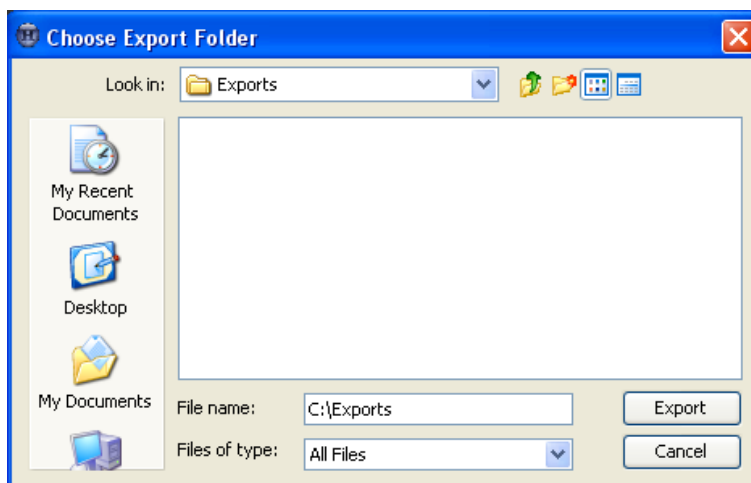 Choose Export Folder
Look in: Exports
My Recent
Documents
Desktop
My Documents
File name: C:\Exports Export
Files of type: All Files Cancel